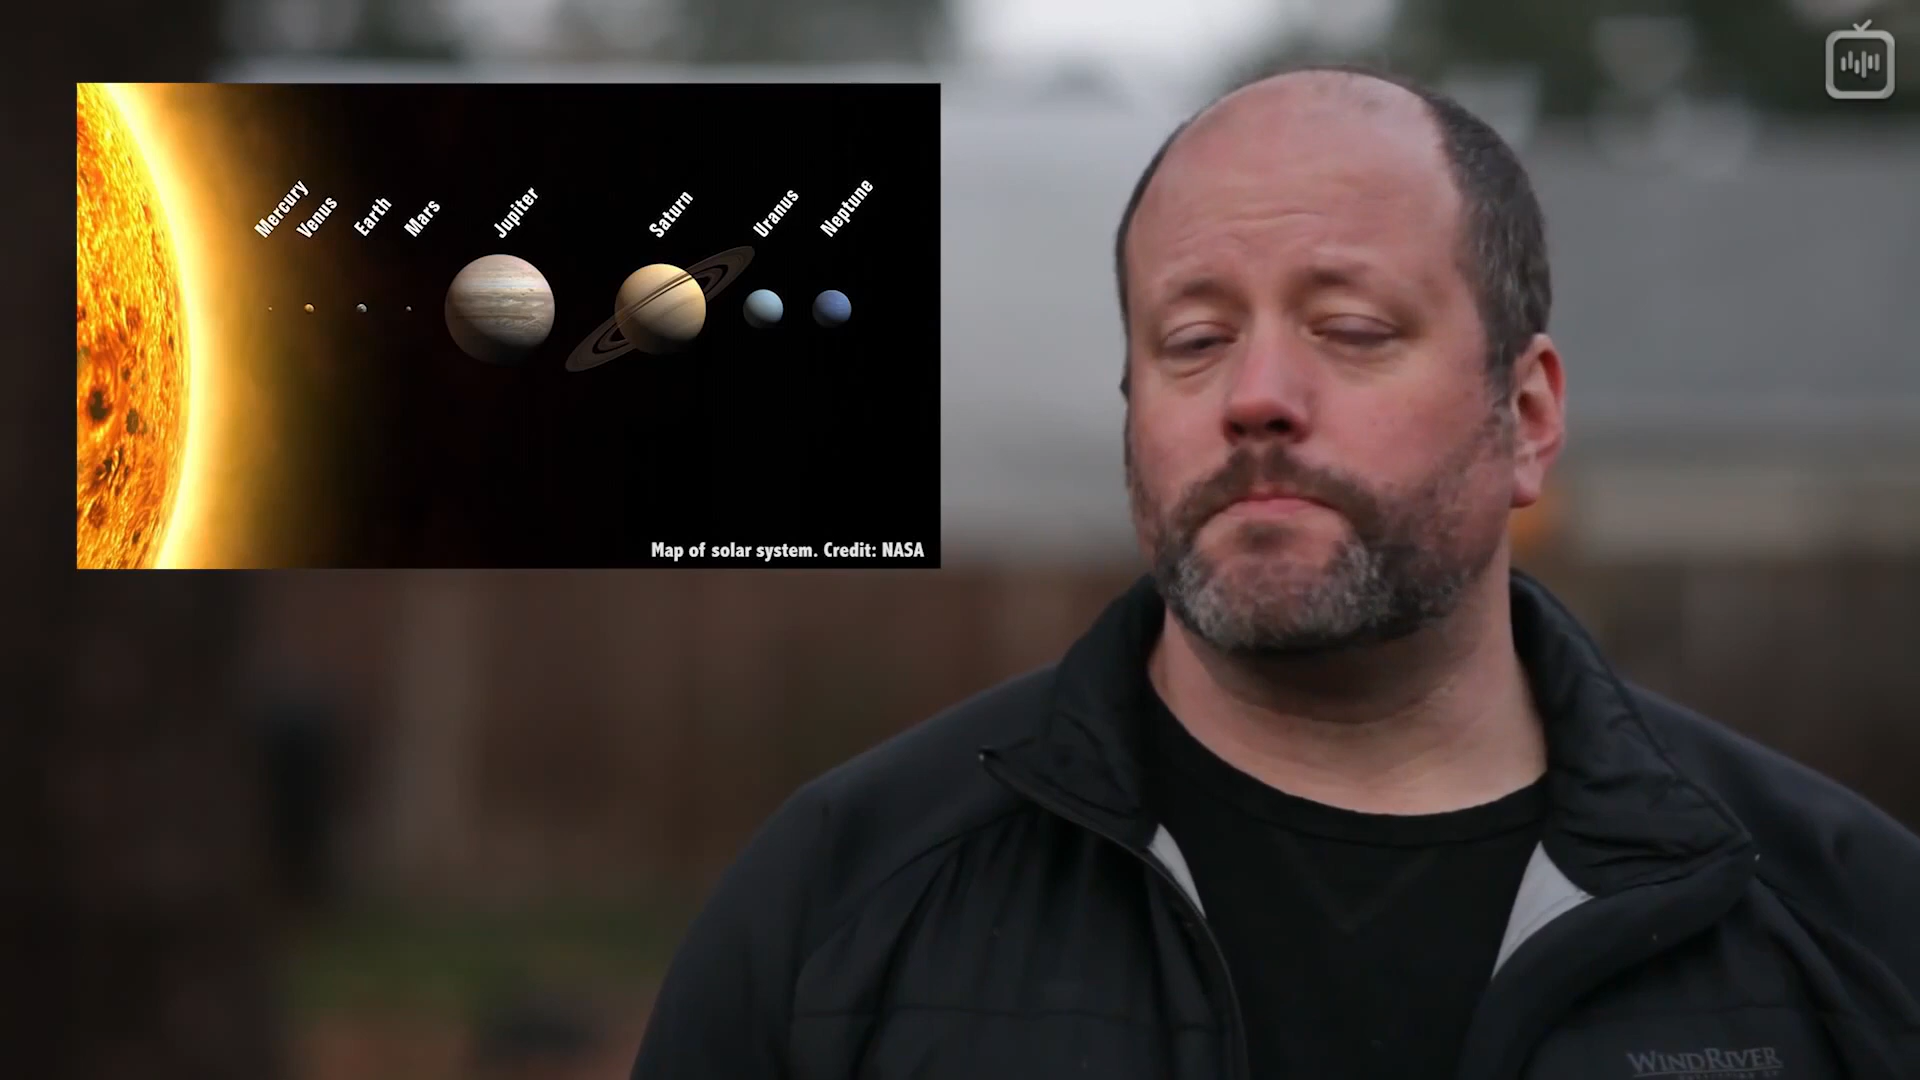 Mercury
Venus
Earth
Mars
Jupiter
Saturn
Uranus
Neptune
Map of solar system. Credit: NASA
WINDRIVER